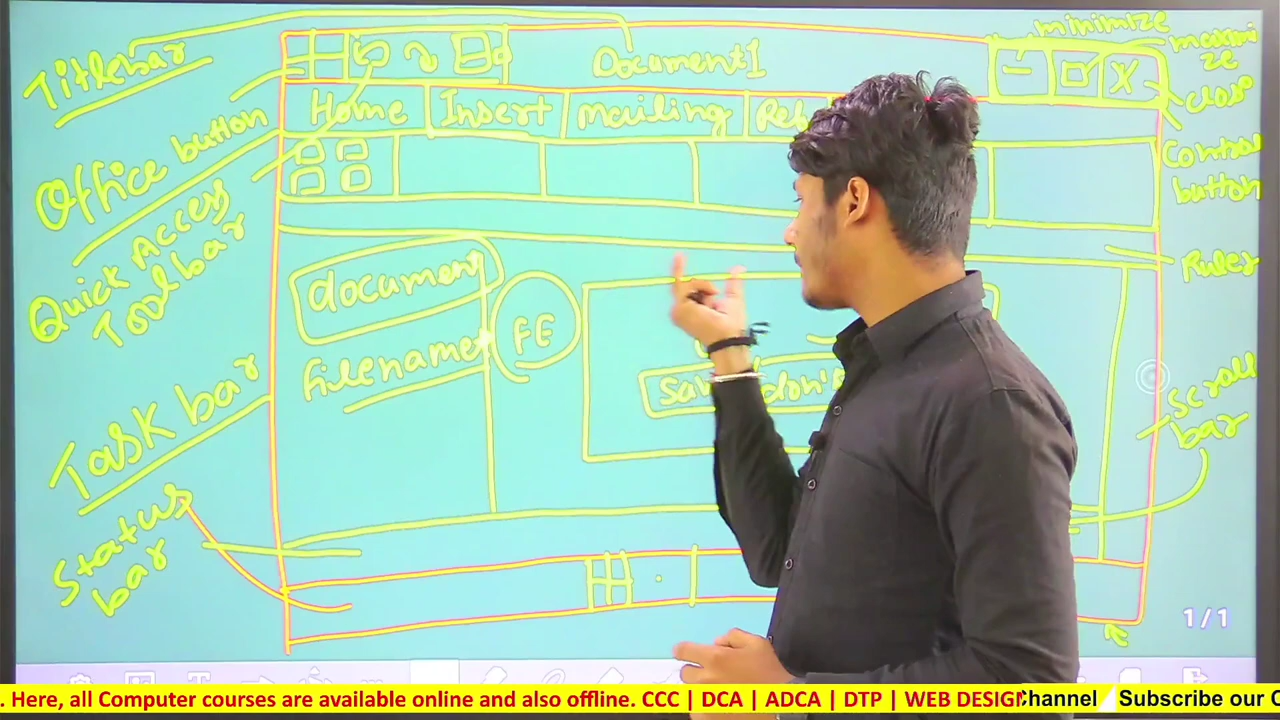 minimize
Titlebar
Document1
maximi
ze
close
Office button
Home
Insert
mailing
Control
button
Quick Access
Toolbar
Ruler
document
filename
FE
Task bar
Scroll
bar
Status
bar
1/1
. Here, all Computer courses are available online and also offline. CCC | DCA | ADCA | DTP | WEB DESIG
Channel
Subscribe our